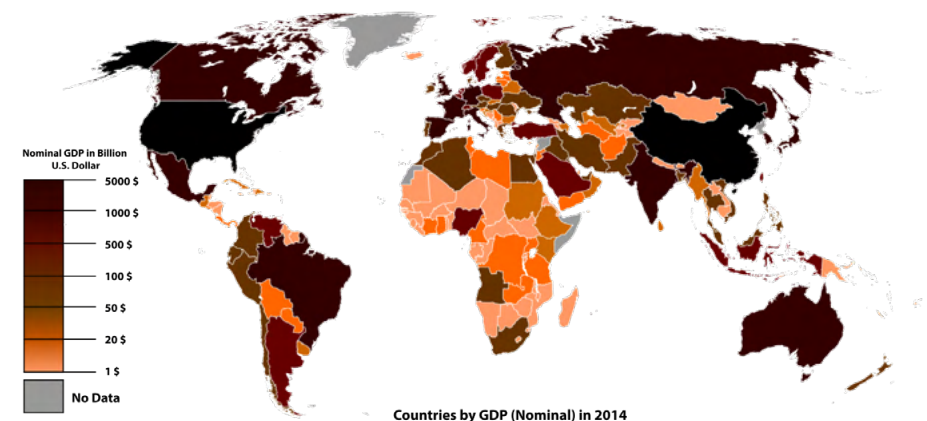 Nominal GDP in Billion
U.S. Dollar
5000 $
1000 $
500 $
100 $
50 $
20 $
1 $
No Data
Countries by GDP (Nominal) in 2014